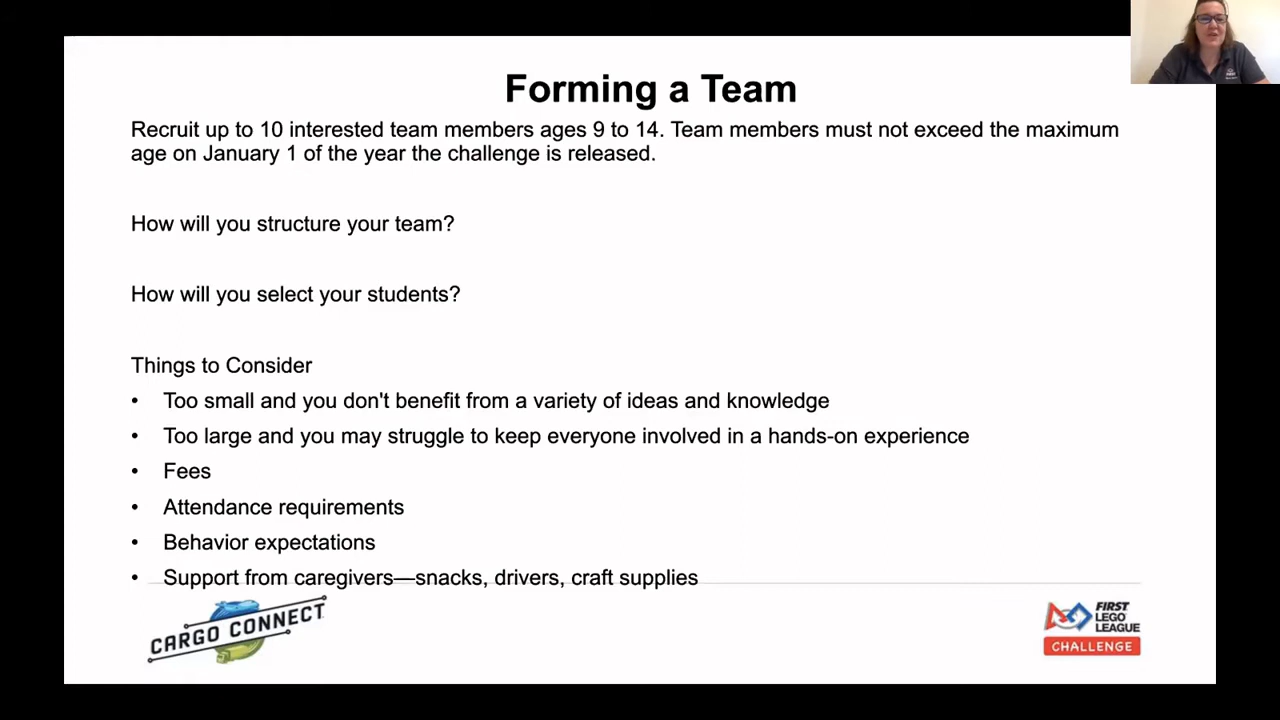 Forming a Team
Recruit up to 10 interested team members ages 9 to 14. Team members must not exceed the maximum
age on January 1 of the year the challenge is released.
How will you structure your team?
How will you select your students?
Things to Consider
• Too small and you don't benefit from a variety of ideas and knowledge
• Too large and you may struggle to keep everyone involved in a hands-on experience
• Fees
• Attendance requirements
• Behavior expectations
• Support from caregivers—snacks, drivers, craft supplies
CARGO CONNECT
FIRST
LEGO
LEAGUE
CHALLENGE